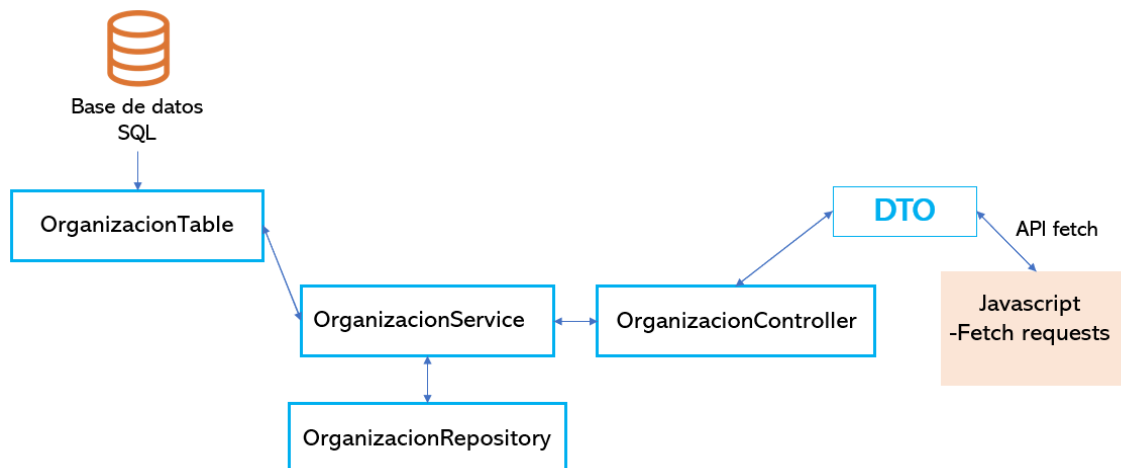 Base de datos
SQL
OrganizacionTable
DTO
API fetch
Javascript
-Fetch requests
OrganizacionService
OrganizacionController
OrganizacionRepository